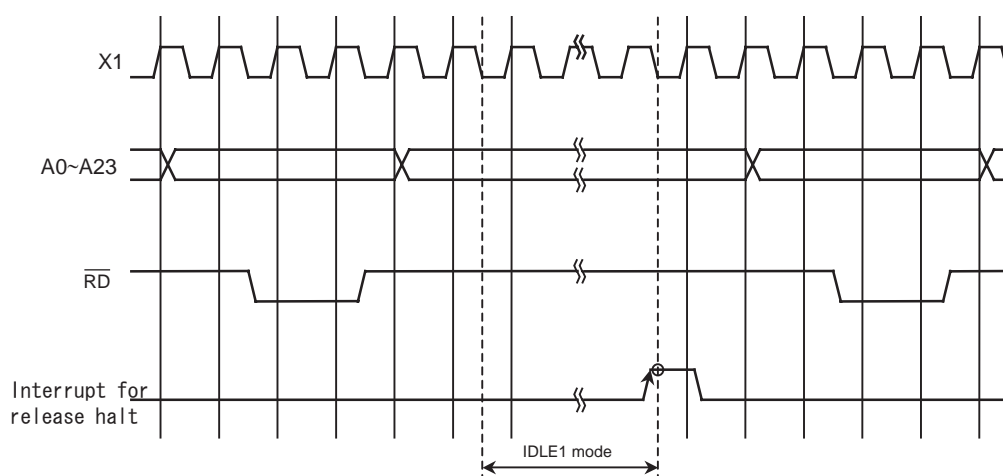 X1
A0~A23
RD
Interrupt for
release halt
IDLE1 mode